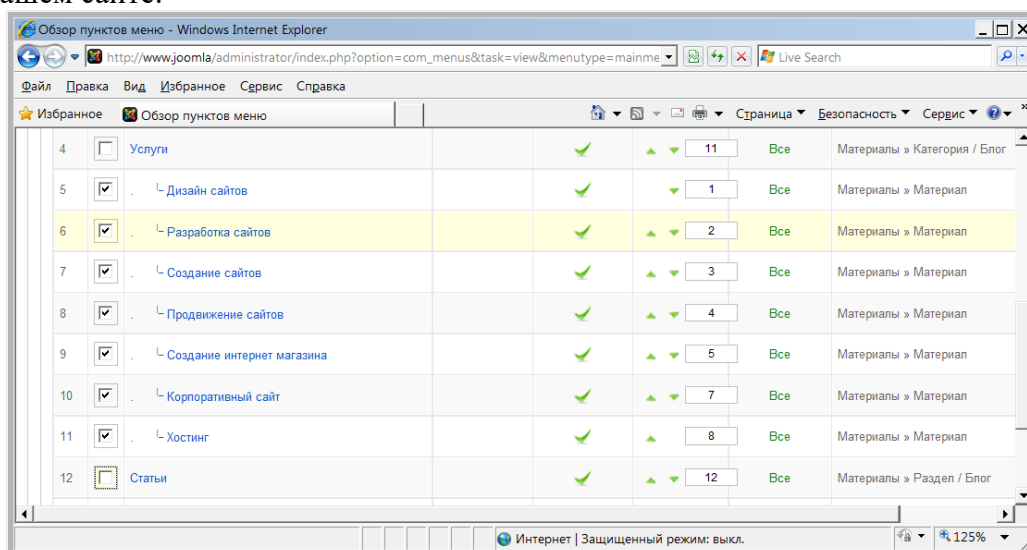 ашем сайте.
Обзор пунктов меню - Windows Internet Explorer
http://www.joomla/administrator/index.php?option=com_menus&task=view&menutype=mainme Live Search
Файл Правка Вид Избранное Сервис Справка
Избранное Обзор пунктов меню Страница Безопасность Сервис »
4 Услуги 11 Все Материалы » Категория / Блог
5 . Дизайн сайтов 1 Все Материалы » Материал
6 . Разработка сайтов 2 Все Материалы » Материал
7 . Создание сайтов 3 Все Материалы » Материал
8 . Продвижение сайтов 4 Все Материалы » Материал
9 . Создание интернет магазина 5 Все Материалы » Материал
10 . Корпоративный сайт 7 Все Материалы » Материал
11 . Хостинг 8 Все Материалы » Материал
12 Статьи 12 Все Материалы » Раздел / Блог
Интернет | Защищенный режим: выкл. 125%